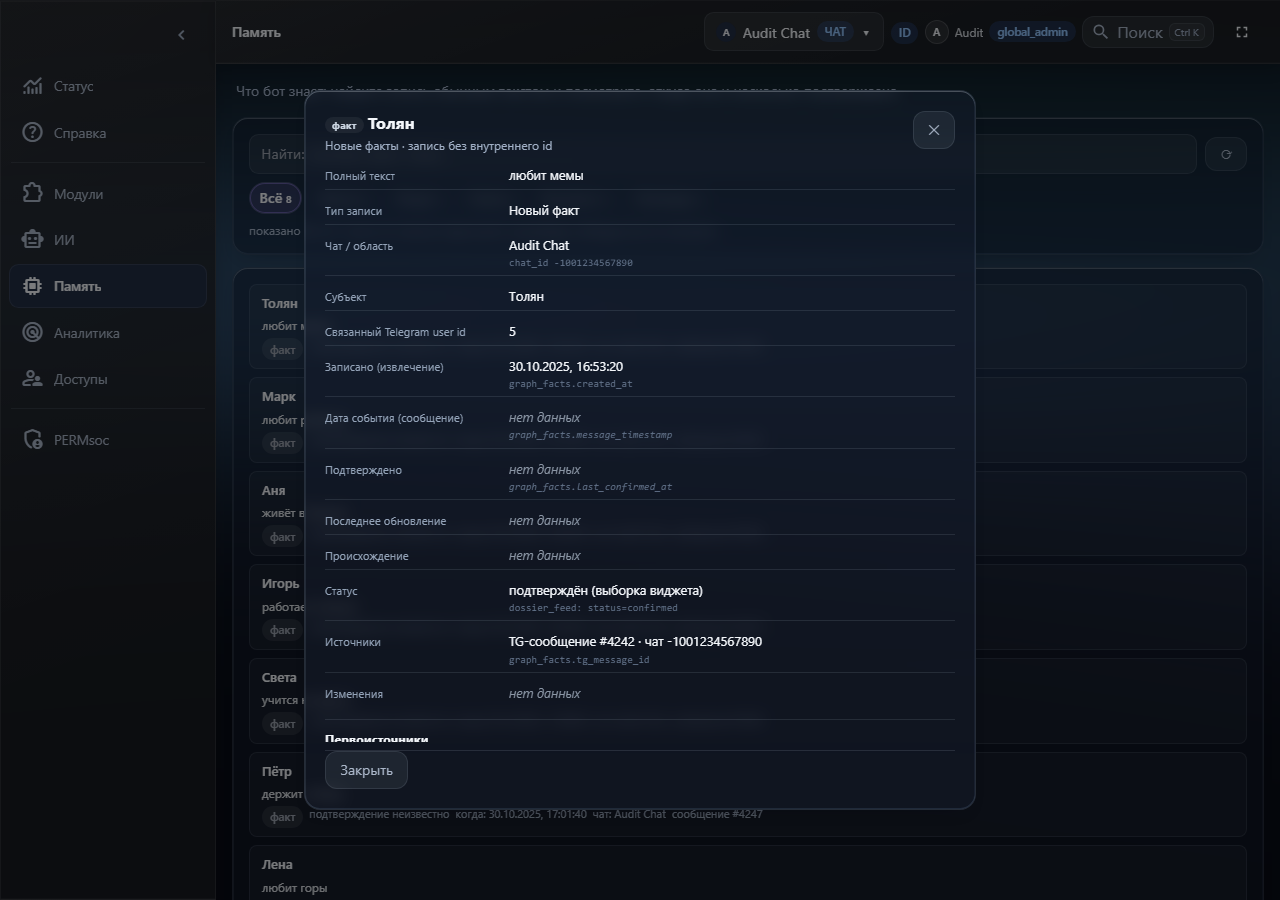 Память
A Audit Chat ЧАТ ▾ ID A Audit global_admin Поиск Ctrl K
Статус
Справка
Модули
ИИ
Память
Аналитика
Доступы
PERMsoc
Что бот
Найти:
Всё 8
показано
факт Толян
Новые факты · запись без внутреннего id
Полный текст любит мемы
Тип записи Новый факт
Чат / область Audit Chat
chat_id -1001234567890
Субъект Толян
Связанный Telegram user id 5
Записано (извлечение) 30.10.2025, 16:53:20
graph_facts.created_at
Дата события (сообщение) нет данных
graph_facts.message_timestamp
Подтверждено нет данных
graph_facts.last_confirmed_at
Последнее обновление нет данных
Происхождение нет данных
Статус подтверждён (выборка виджета)
dossier_feed: status=confirmed
Источники TG-сообщение #4242 · чат -1001234567890
graph_facts.tg_message_id
Изменения нет данных
Первоисточники
Закрыть
Толян
любит
факт
Марк
любит
факт
Аня
живёт в
факт
Игорь
работае
факт
Света
учится
факт
Пётр
держит
факт подтверждение неизвестно когда: 30.10.2025, 17:01:40 чат: Audit Chat сообщение #4247
Лена
любит горы